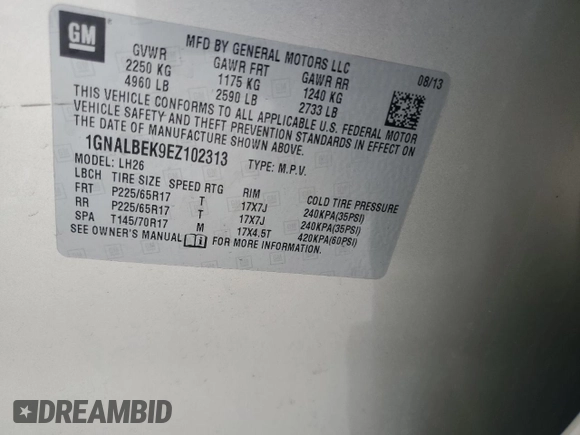 GM
MFD BY GENERAL MOTORS LLC
GVWR GAWR FRT GAWR RR 08/13
2250 KG 1175 KG 1240 KG
4960 LB 2590 LB 2733 LB
THIS VEHICLE CONFORMS TO ALL APPLICABLE U.S. FEDERAL MOTOR
VEHICLE SAFETY AND THEFT PREVENTION STANDARDS IN EFFECT ON
THE DATE OF MANUFACTURE SHOWN ABOVE.
1GNALBEK9EZ102313 TYPE: M.P.V.
MODEL: LH26
LBCH TIRE SIZE SPEED RTG RIM COLD TIRE PRESSURE
FRT P225/65R17 T 17X7J 240KPA(35PSI)
RR P225/65R17 T 17X7J 240KPA(35PSI)
SPA T145/70R17 M 17X4.5T 420KPA(60PSI)
SEE OWNER'S MANUAL FOR MORE INFORMATION.
DREAMBID